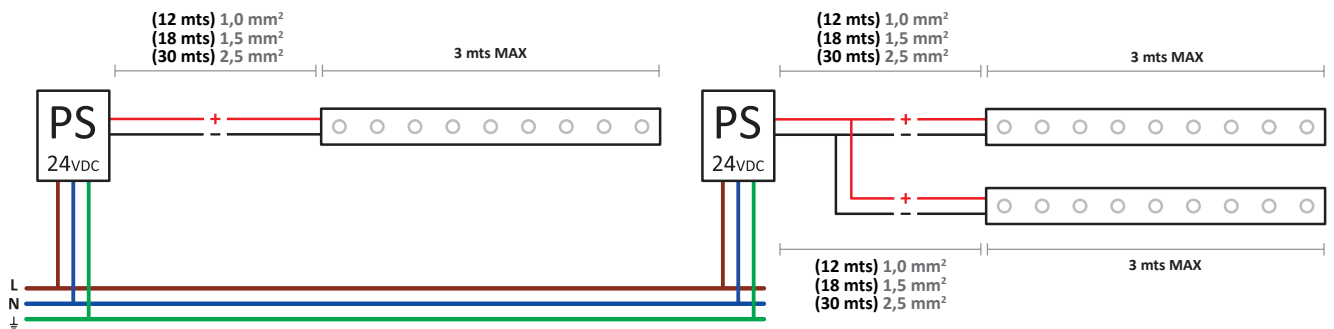 (12 mts) 1,0 mm²
(18 mts) 1,5 mm²
(30 mts) 2,5 mm²
3 mts MAX
PS
24VDC
+
–
(12 mts) 1,0 mm²
(18 mts) 1,5 mm²
(30 mts) 2,5 mm²
3 mts MAX
PS
24VDC
+
–
+
–
(12 mts) 1,0 mm²
(18 mts) 1,5 mm²
(30 mts) 2,5 mm²
3 mts MAX
L
N